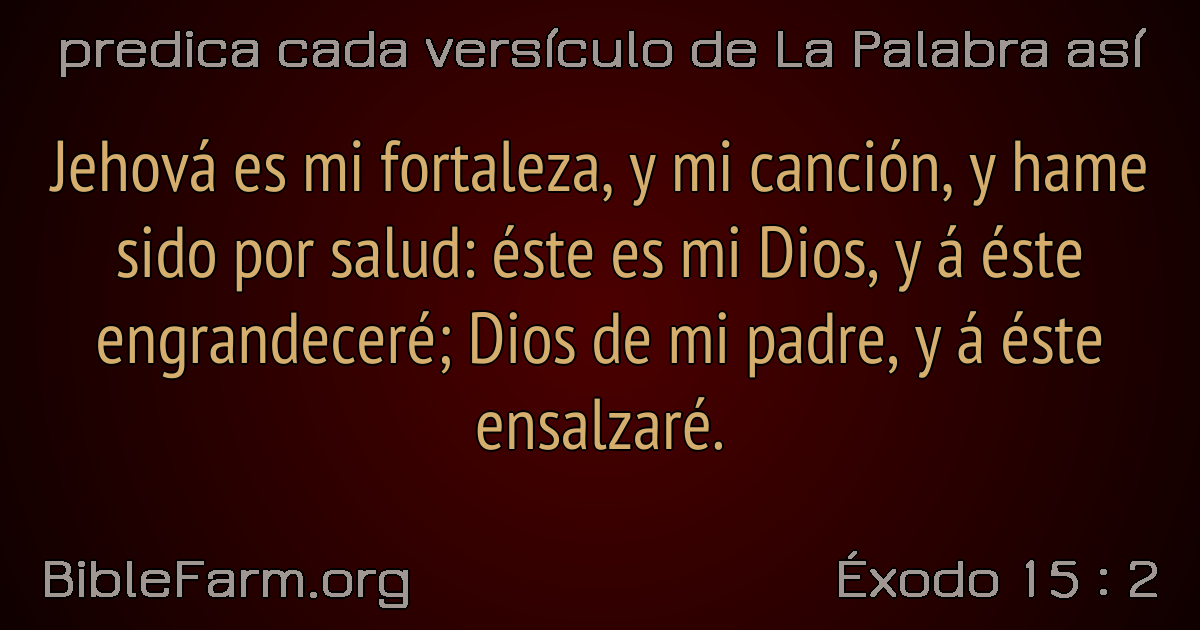 predica cada versículo de La Palabra así
Jehová es mi fortaleza, y mi canción, y hame
sido por salud: éste es mi Dios, y á éste
engrandeceré; Dios de mi padre, y á éste
ensalzaré.
BibleFarm.org
Éxodo 15 : 2